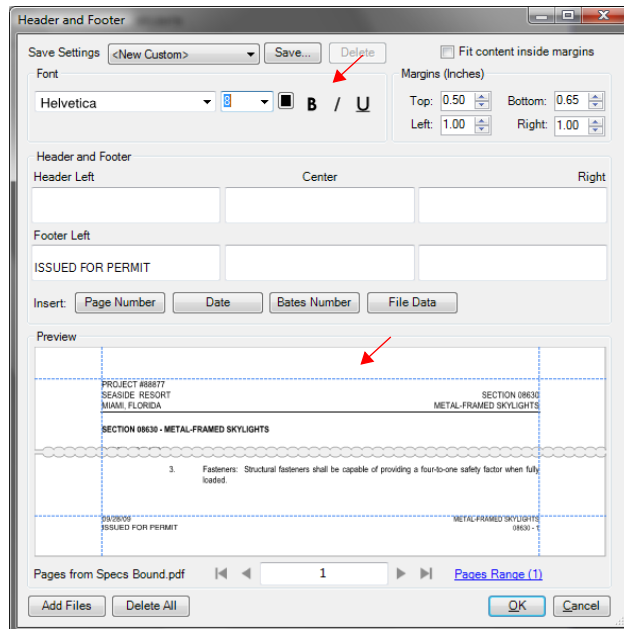 Header and Footer
Save Settings <New Custom> Save... Delete Fit content inside margins
Font Margins (Inches)
Helvetica 8 B I U Top: 0.50 Bottom: 0.65
Left: 1.00 Right: 1.00
Header and Footer
Header Left Center Right
Footer Left
ISSUED FOR PERMIT
Insert: Page Number Date Bates Number File Data
Preview
PROJECT #88877
SEASIDE RESORT SECTION 08630
MIAMI, FLORIDA METAL-FRAMED SKYLIGHTS
SECTION 08630 - METAL-FRAMED SKYLIGHTS
3. Fasteners: Structural fasteners shall be capable of providing a four-to-one safety factor when fully
loaded.
09/28/09 METAL-FRAMED SKYLIGHTS
ISSUED FOR PERMIT 08630 - 1
Pages from Specs Bound.pdf 1 Pages Range (1)
Add Files Delete All OK Cancel